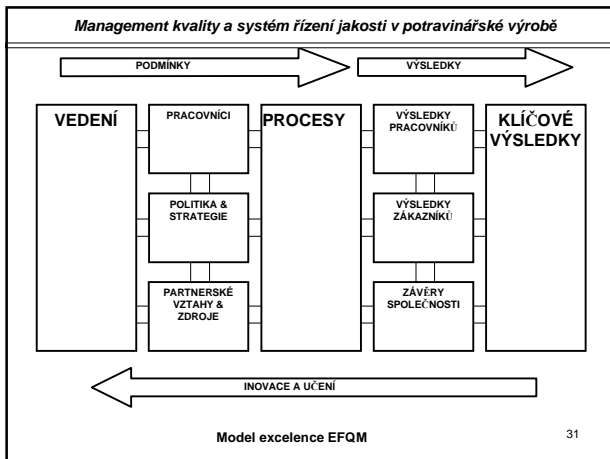 Management kvality a systém řízení jakosti v potravinářské výrobě
PODMÍNKY
VÝSLEDKY
VEDENÍ
PRACOVNÍCI
PROCESY
VÝSLEDKY
PRACOVNÍKŮ
KLÍČOVÉ
VÝSLEDKY
POLITIKA &
STRATEGIE
VÝSLEDKY
ZÁKAZNÍKŮ
PARTNERSKÉ
VZTAHY &
ZDROJE
ZÁVĚRY
SPOLEČNOSTI
INOVACE A UČENÍ
Model excelence EFQM
31